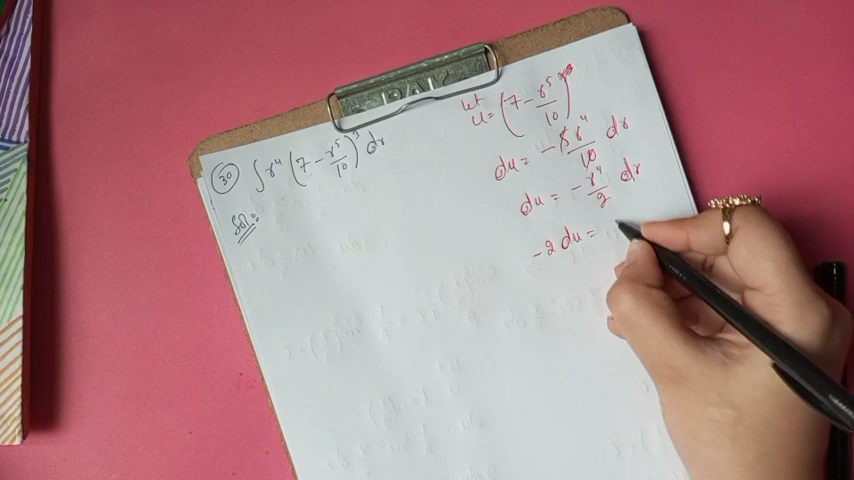 30 ∫ r⁴ (7 - r⁵/10)³ dr
Sol:
let
u = (7 - r⁵/10)
du = - 5r⁴/10 dr
du = - r⁴/2 dr
-2 du =